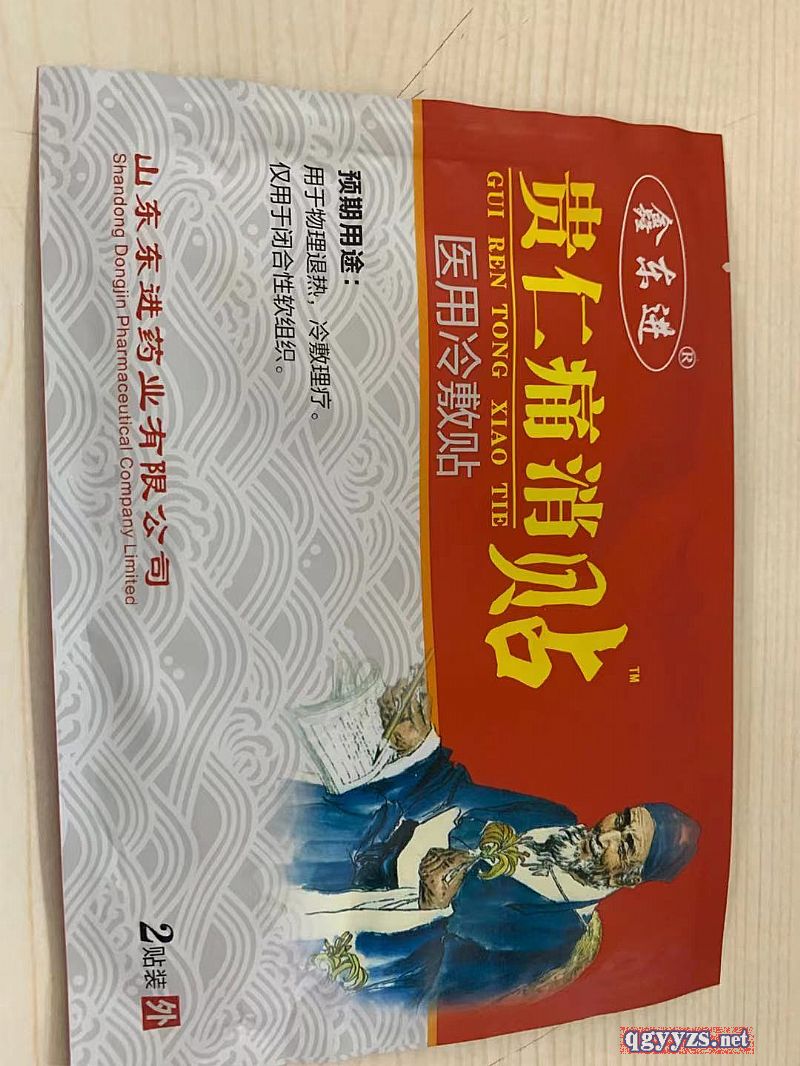 鑫东进®
贵仁痛消贴™
GUI REN TONG XIAO TIE
医用冷敷贴
预期用途：
用于物理退热，冷敷理疗。
仅用于闭合性软组织。
山东东进药业有限公司
Shandong Dongjin Pharmaceutical Company Limited
2贴装
外
qgyyzs.net